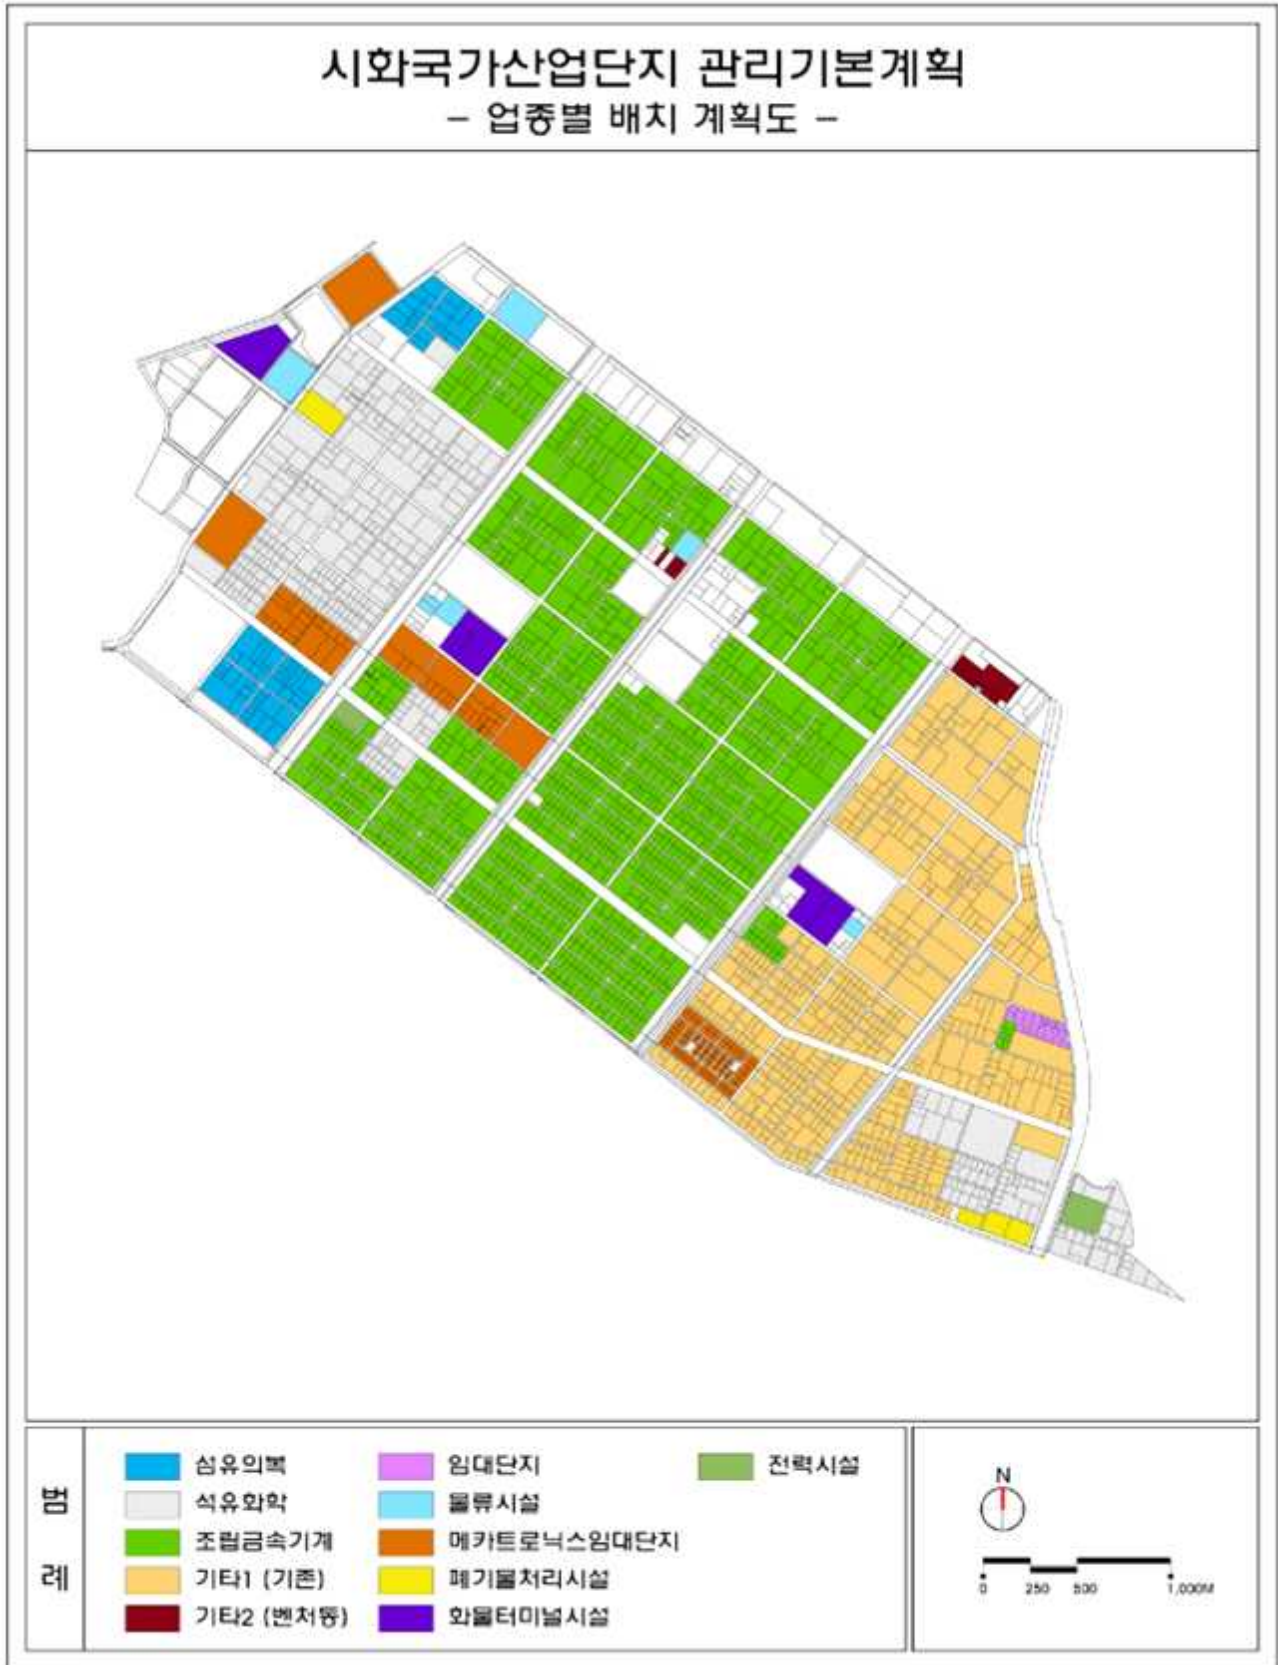 시화국가산업단지 관리기본계획
- 업종별 배치 계획도 -
범례
섬유의복
석유화학
조립금속기계
기타1 (기존)
기타2 (벤처동)
임대단지
물류시설
메카트로닉스임대단지
폐기물처리시설
화물터미널시설
전력시설
N
0 250 500 1,000M